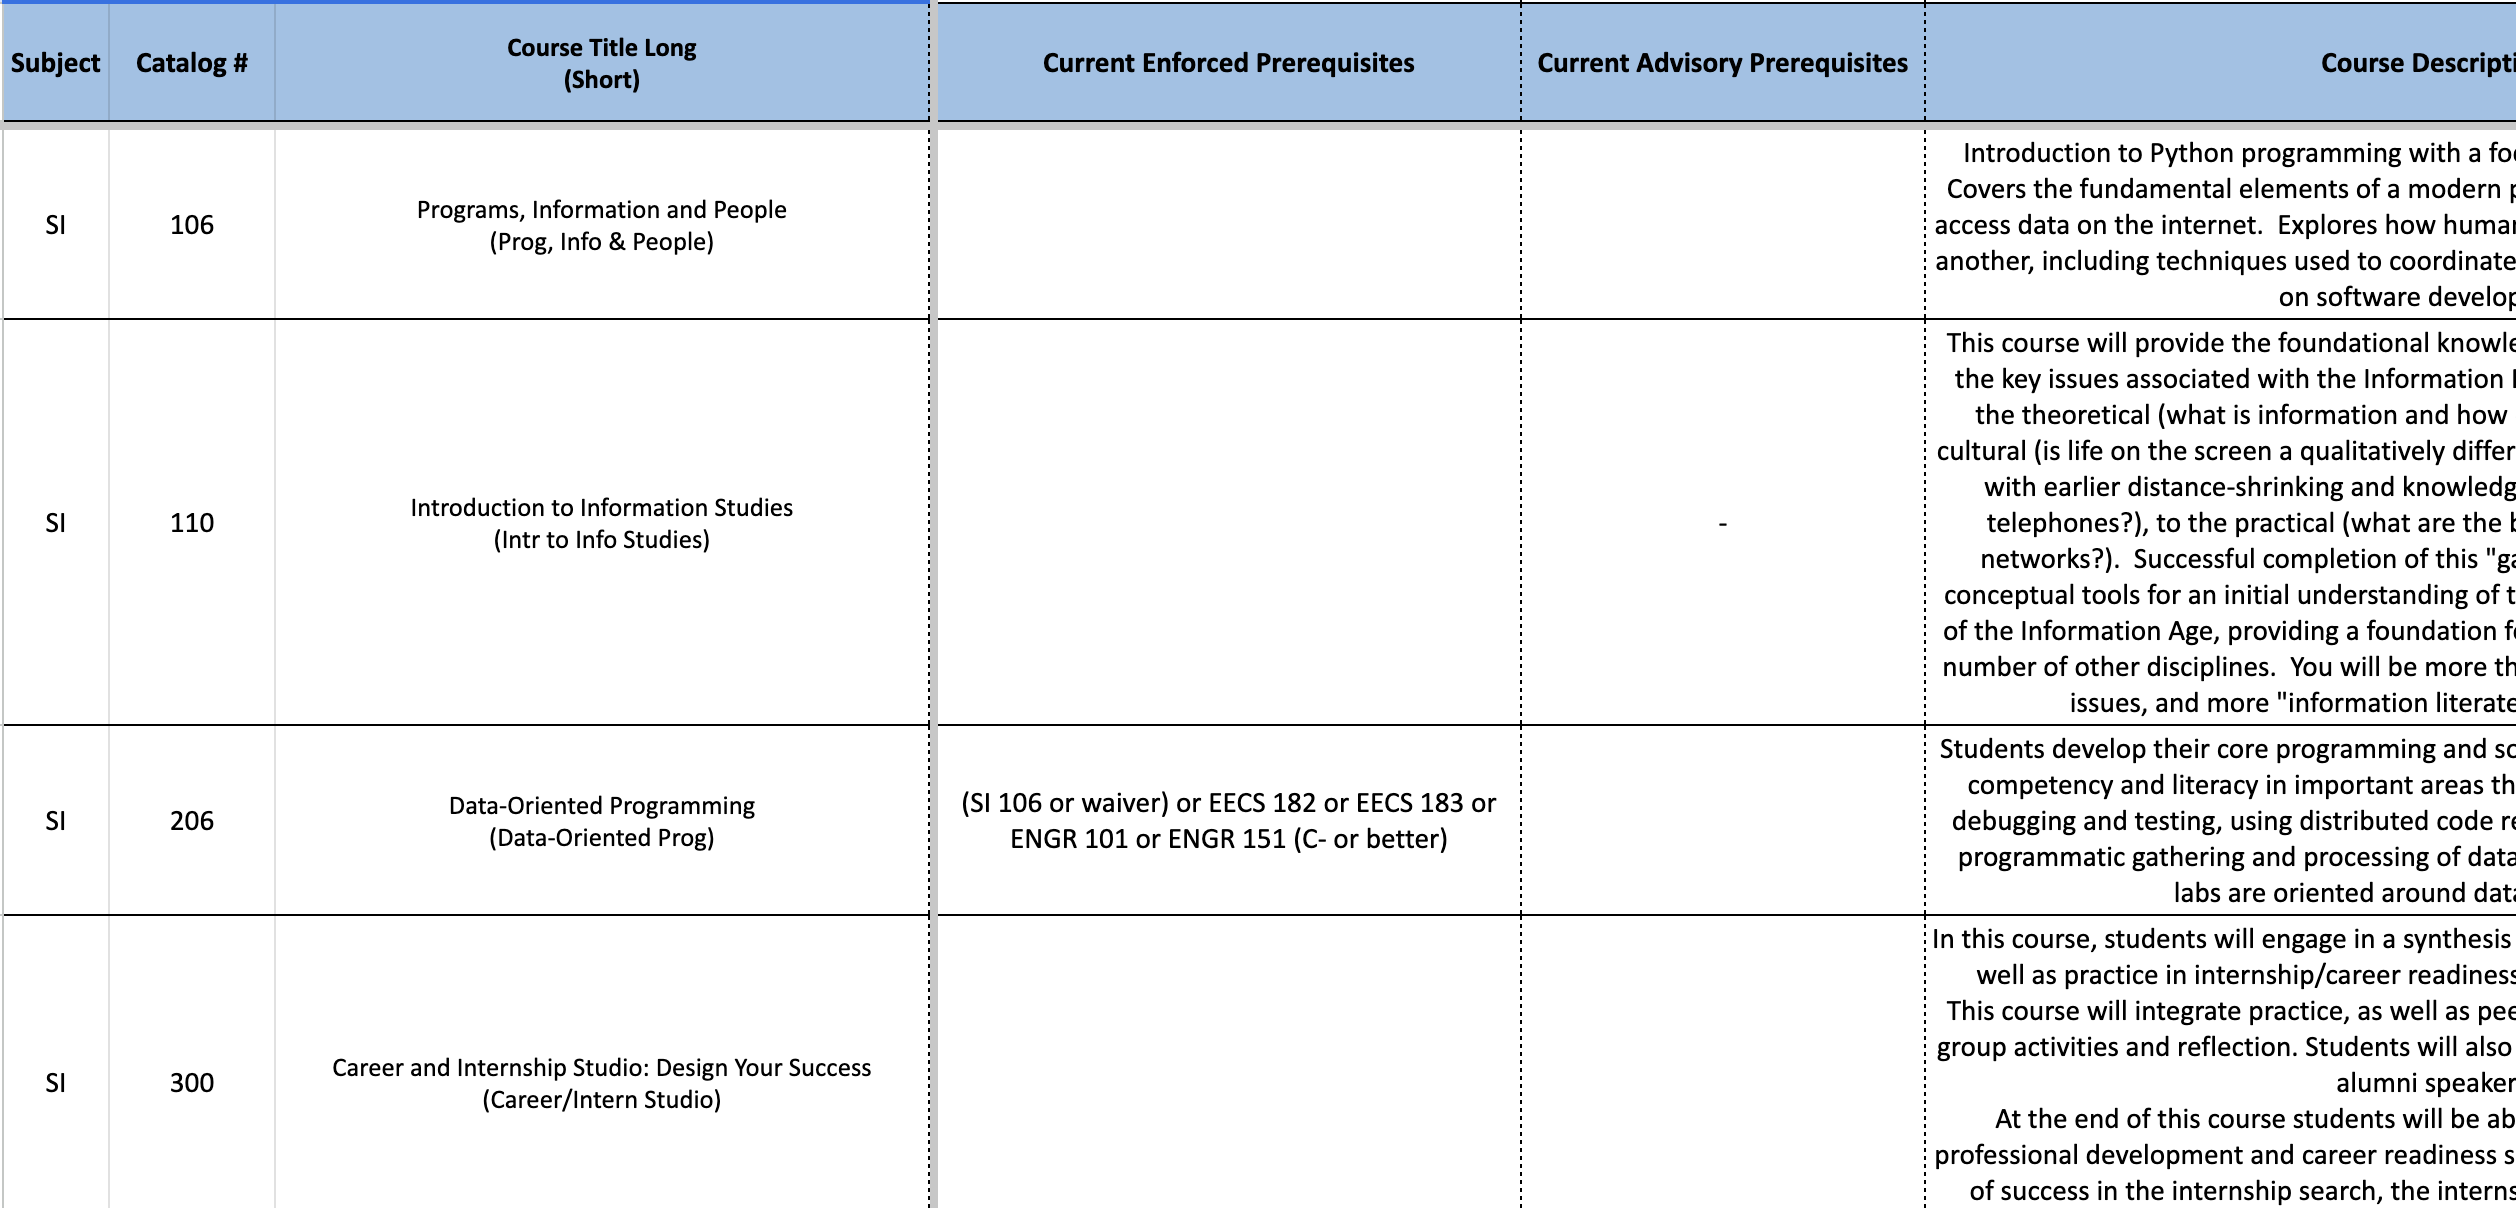 Subject
Catalog #
Course Title Long
(Short)
Current Enforced Prerequisites
Current Advisory Prerequisites
Course Descripti
SI
106
Programs, Information and People
(Prog, Info & People)
Introduction to Python programming with a foc
Covers the fundamental elements of a modern p
access data on the internet.  Explores how human
another, including techniques used to coordinate
on software develop
SI
110
Introduction to Information Studies
(Intr to Info Studies)
-
This course will provide the foundational knowle
the key issues associated with the Information
the theoretical (what is information and how
cultural (is life on the screen a qualitatively differ
with earlier distance-shrinking and knowledg
telephones?), to the practical (what are the b
networks?).  Successful completion of this "ga
conceptual tools for an initial understanding of t
of the Information Age, providing a foundation fo
number of other disciplines.  You will be more th
issues, and more "information literate
SI
206
Data-Oriented Programming
(Data-Oriented Prog)
(SI 106 or waiver) or EECS 182 or EECS 183 or
ENGR 101 or ENGR 151 (C- or better)
Students develop their core programming and sc
competency and literacy in important areas th
debugging and testing, using distributed code re
programmatic gathering and processing of data
labs are oriented around data
SI
300
Career and Internship Studio: Design Your Success
(Career/Intern Studio)
In this course, students will engage in a synthesis
well as practice in internship/career readiness
This course will integrate practice, as well as pee
group activities and reflection. Students will also
alumni speaker
At the end of this course students will be ab
professional development and career readiness s
of success in the internship search, the interns